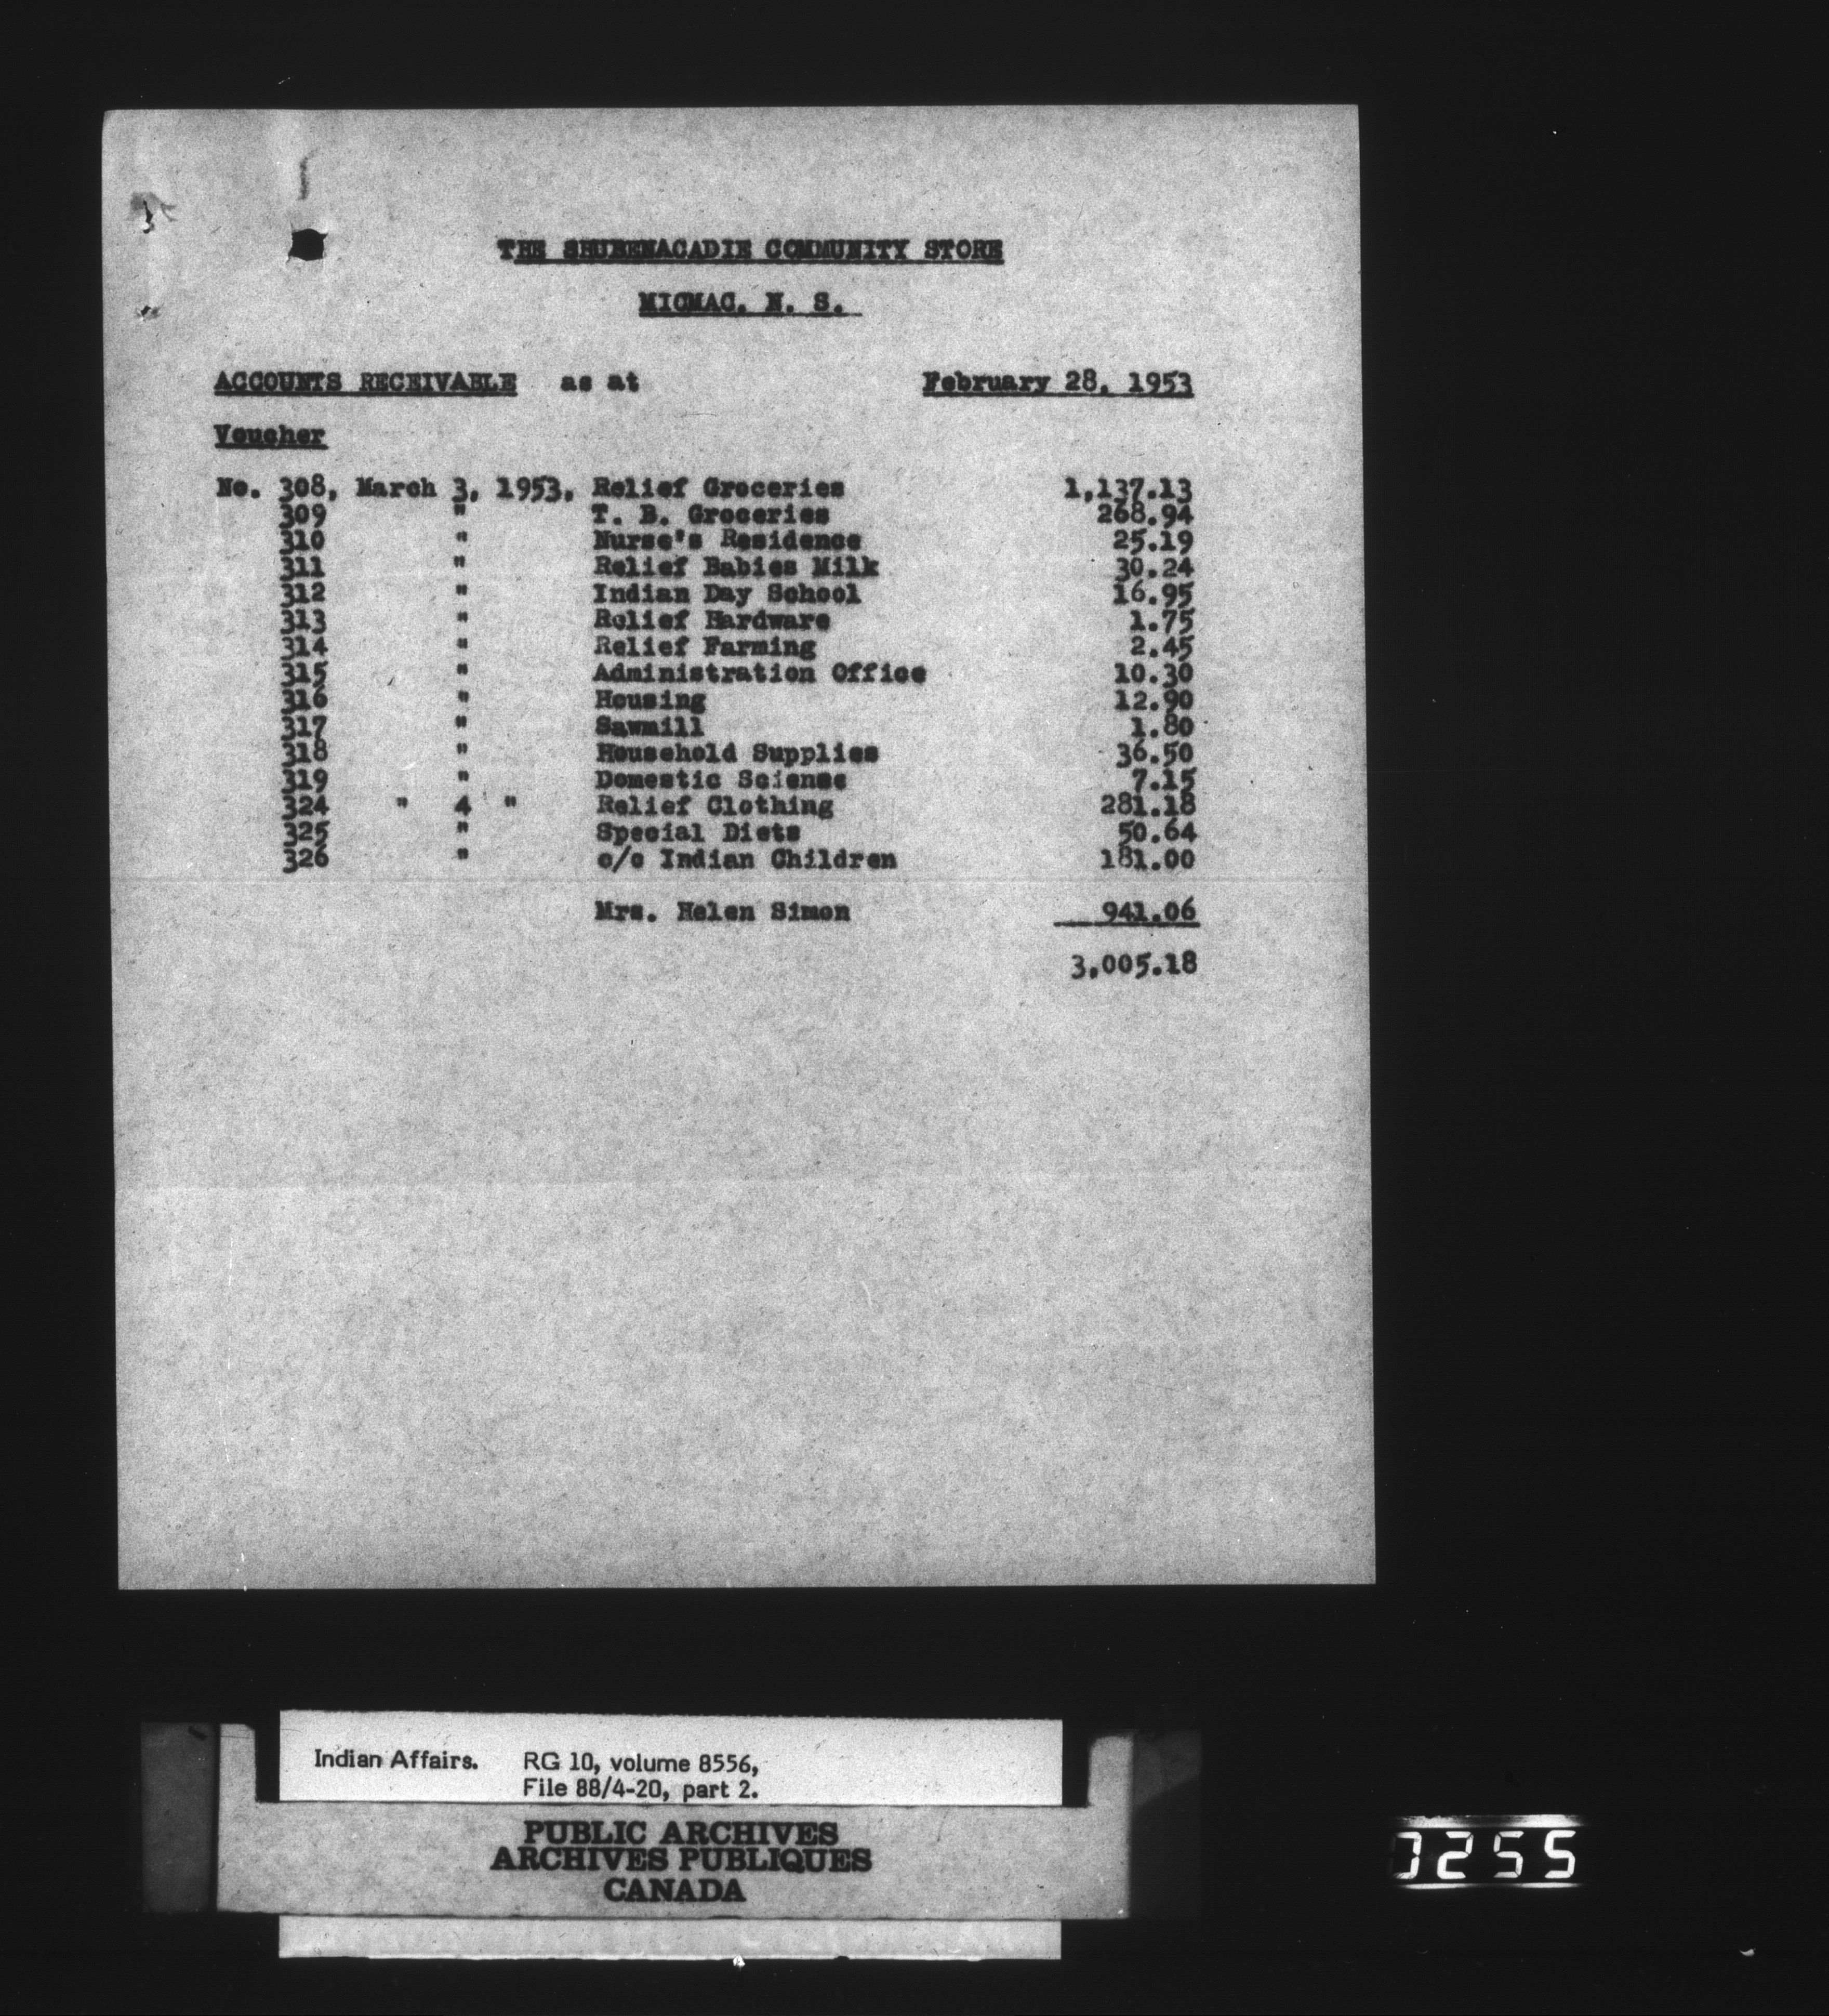 THE SHUBENACADIE COMMUNITY STORE
MICMAC, N. S.
ACCOUNTS RECEIVABLE as at February 28, 1953
Voucher
No. 308, March 3, 1953, Relief Groceries 1,137.13
309 " T. B. Groceries 268.94
310 " Nurse's Residence 25.19
311 " Relief Babies Milk 30.24
312 " Indian Day School 16.95
313 " Relief Hardware 1.75
314 " Relief Farming 2.45
315 " Administration Office 10.30
316 " Housing 12.90
317 " Sawmill 1.80
318 " Household Supplies 36.50
319 " Domestic Science 7.15
324 " 4 " Relief Clothing 281.18
325 " Special Diets 50.64
326 " c/o Indian Children 181.00
Mrs. Helen Simon 941.06
3,005.18
Indian Affairs. RG 10, volume 8556,
File 88/4-20, part 2.
PUBLIC ARCHIVES
ARCHIVES PUBLIQUES
CANADA
0255